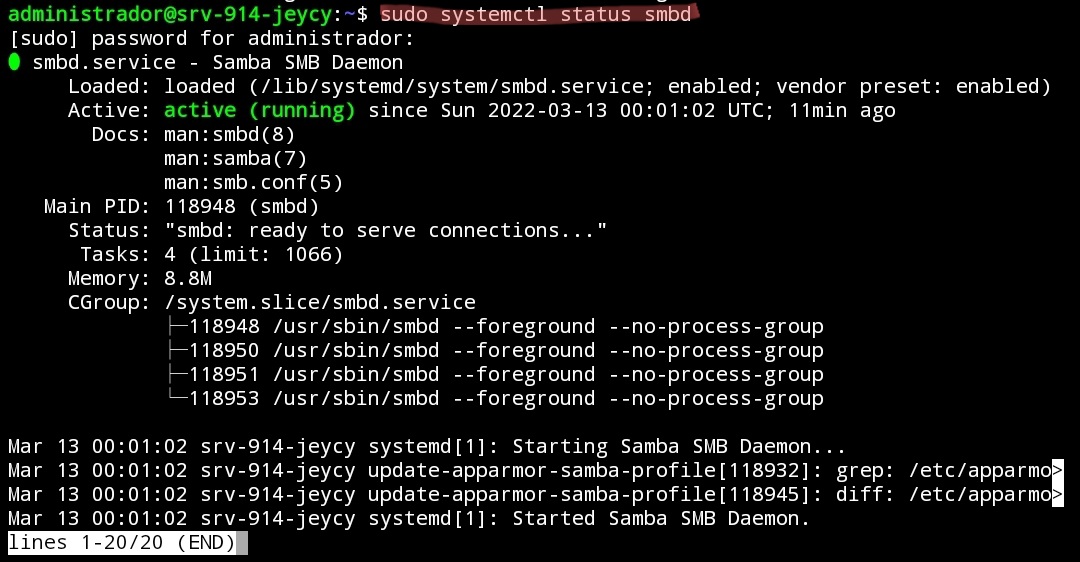 administrador@srv-914-jeycy:~$ sudo systemctl status smbd
[sudo] password for administrador:
● smbd.service - Samba SMB Daemon
     Loaded: loaded (/lib/systemd/system/smbd.service; enabled; vendor preset: enabled)
     Active: active (running) since Sun 2022-03-13 00:01:02 UTC; 11min ago
       Docs: man:smbd(8)
             man:samba(7)
             man:smb.conf(5)
   Main PID: 118948 (smbd)
     Status: "smbd: ready to serve connections..."
      Tasks: 4 (limit: 1066)
     Memory: 8.8M
     CGroup: /system.slice/smbd.service
             ├─118948 /usr/sbin/smbd --foreground --no-process-group
             ├─118950 /usr/sbin/smbd --foreground --no-process-group
             ├─118951 /usr/sbin/smbd --foreground --no-process-group
             └─118953 /usr/sbin/smbd --foreground --no-process-group
Mar 13 00:01:02 srv-914-jeycy systemd[1]: Starting Samba SMB Daemon...
Mar 13 00:01:02 srv-914-jeycy update-apparmor-samba-profile[118932]: grep: /etc/apparmo>
Mar 13 00:01:02 srv-914-jeycy update-apparmor-samba-profile[118945]: diff: /etc/apparmo>
Mar 13 00:01:02 srv-914-jeycy systemd[1]: Started Samba SMB Daemon.
lines 1-20/20 (END)